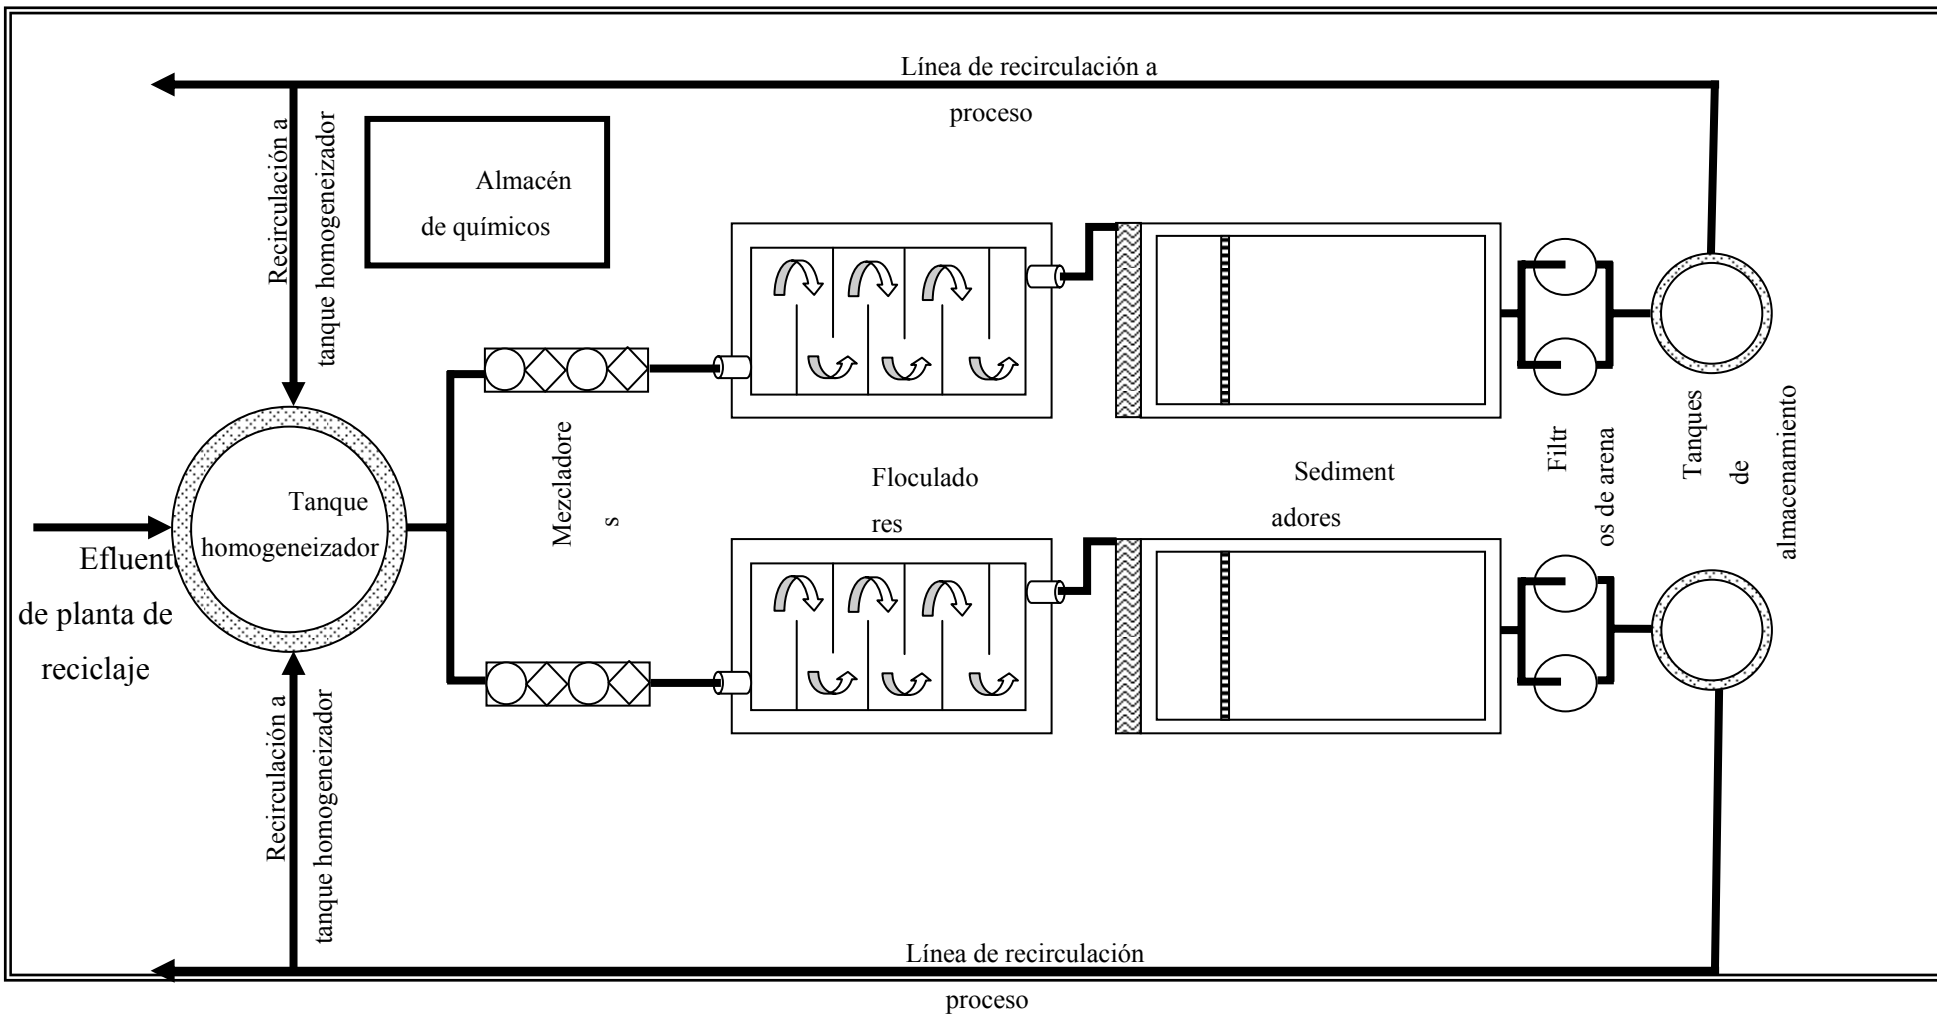 Línea de recirculación a
proceso
Recirculación a
tanque homogeneizador
Almacén
de químicos
Mezcladore
s
Floculado
res
Sediment
adores
Filtr
os de arena
Tanques
de
almacenamiento
Tanque
homogeneizador
Efluent
de planta de
reciclaje
Recirculación a
tanque homogeneizador
Línea de recirculación
proceso